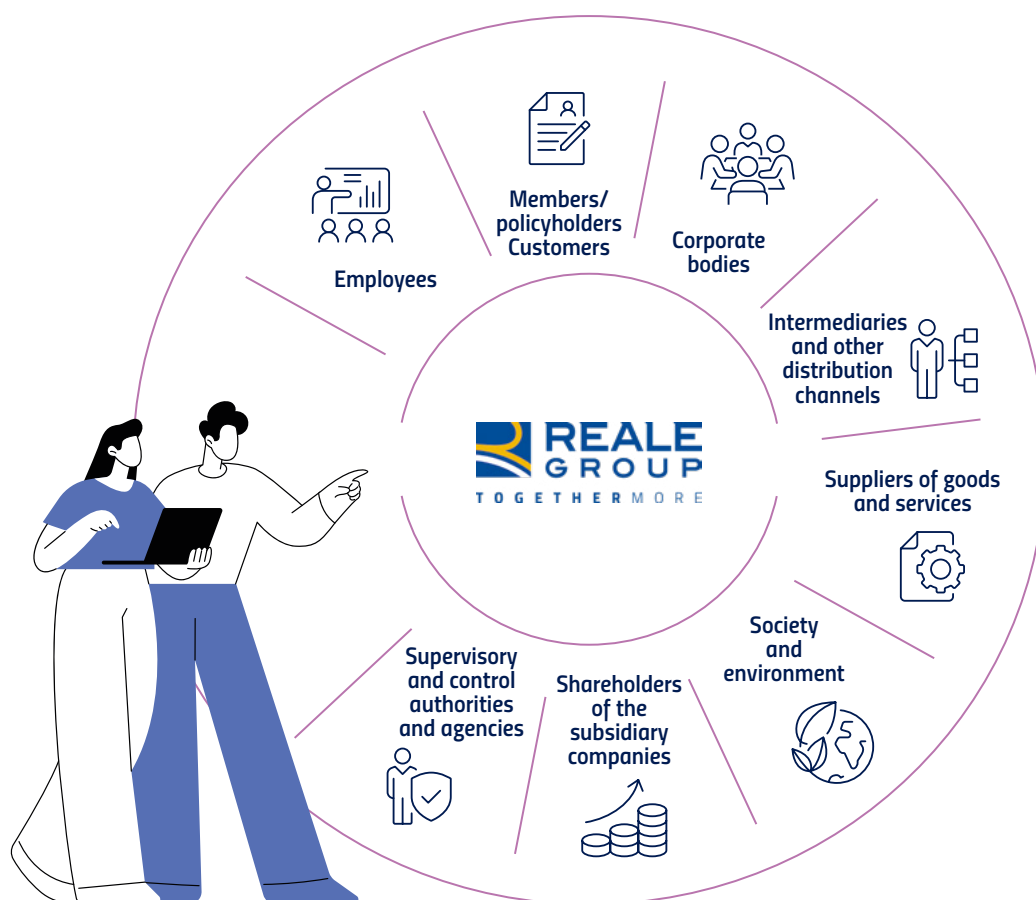 Members/
policyholders
Customers
Corporate
bodies
Employees
Intermediaries
and other
distribution
channels
REALE
GROUP
TOGETHERMORE
Suppliers of goods
and services
Society
and
environment
Supervisory
and control
authorities
and agencies
Shareholders
of the
subsidiary
companies